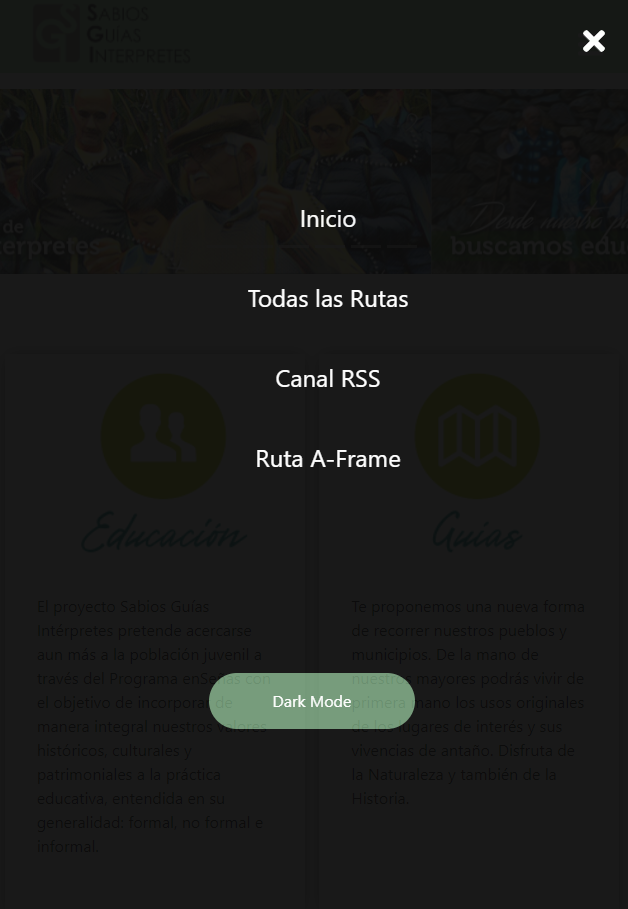 SABIOS
GUÍAS
INTÉRPRETES
de
erpretes
Desde nuestro
buscamos edu
Inicio
Todas las Rutas
Canal RSS
Ruta A-Frame
Educación
El proyecto Sabios Guías
Intérpretes pretende acercarse
aun más a la población juvenil a
través del Programa enSeñas con
el objetivo de incorporar de
manera integral nuestros valores
históricos, culturales y
patrimoniales a la práctica
educativa, entendida en su
generalidad: formal, no formal e
informal.
Guías
Te proponemos una nueva forma
de recorrer nuestros pueblos y
municipios. De la mano de
nuestros mayores podrás vivir de
primera mano los usos originales
de los lugares de interés y sus
vivencias de antaño. Disfruta de
la Naturaleza y también de la
Historia.
Dark Mode